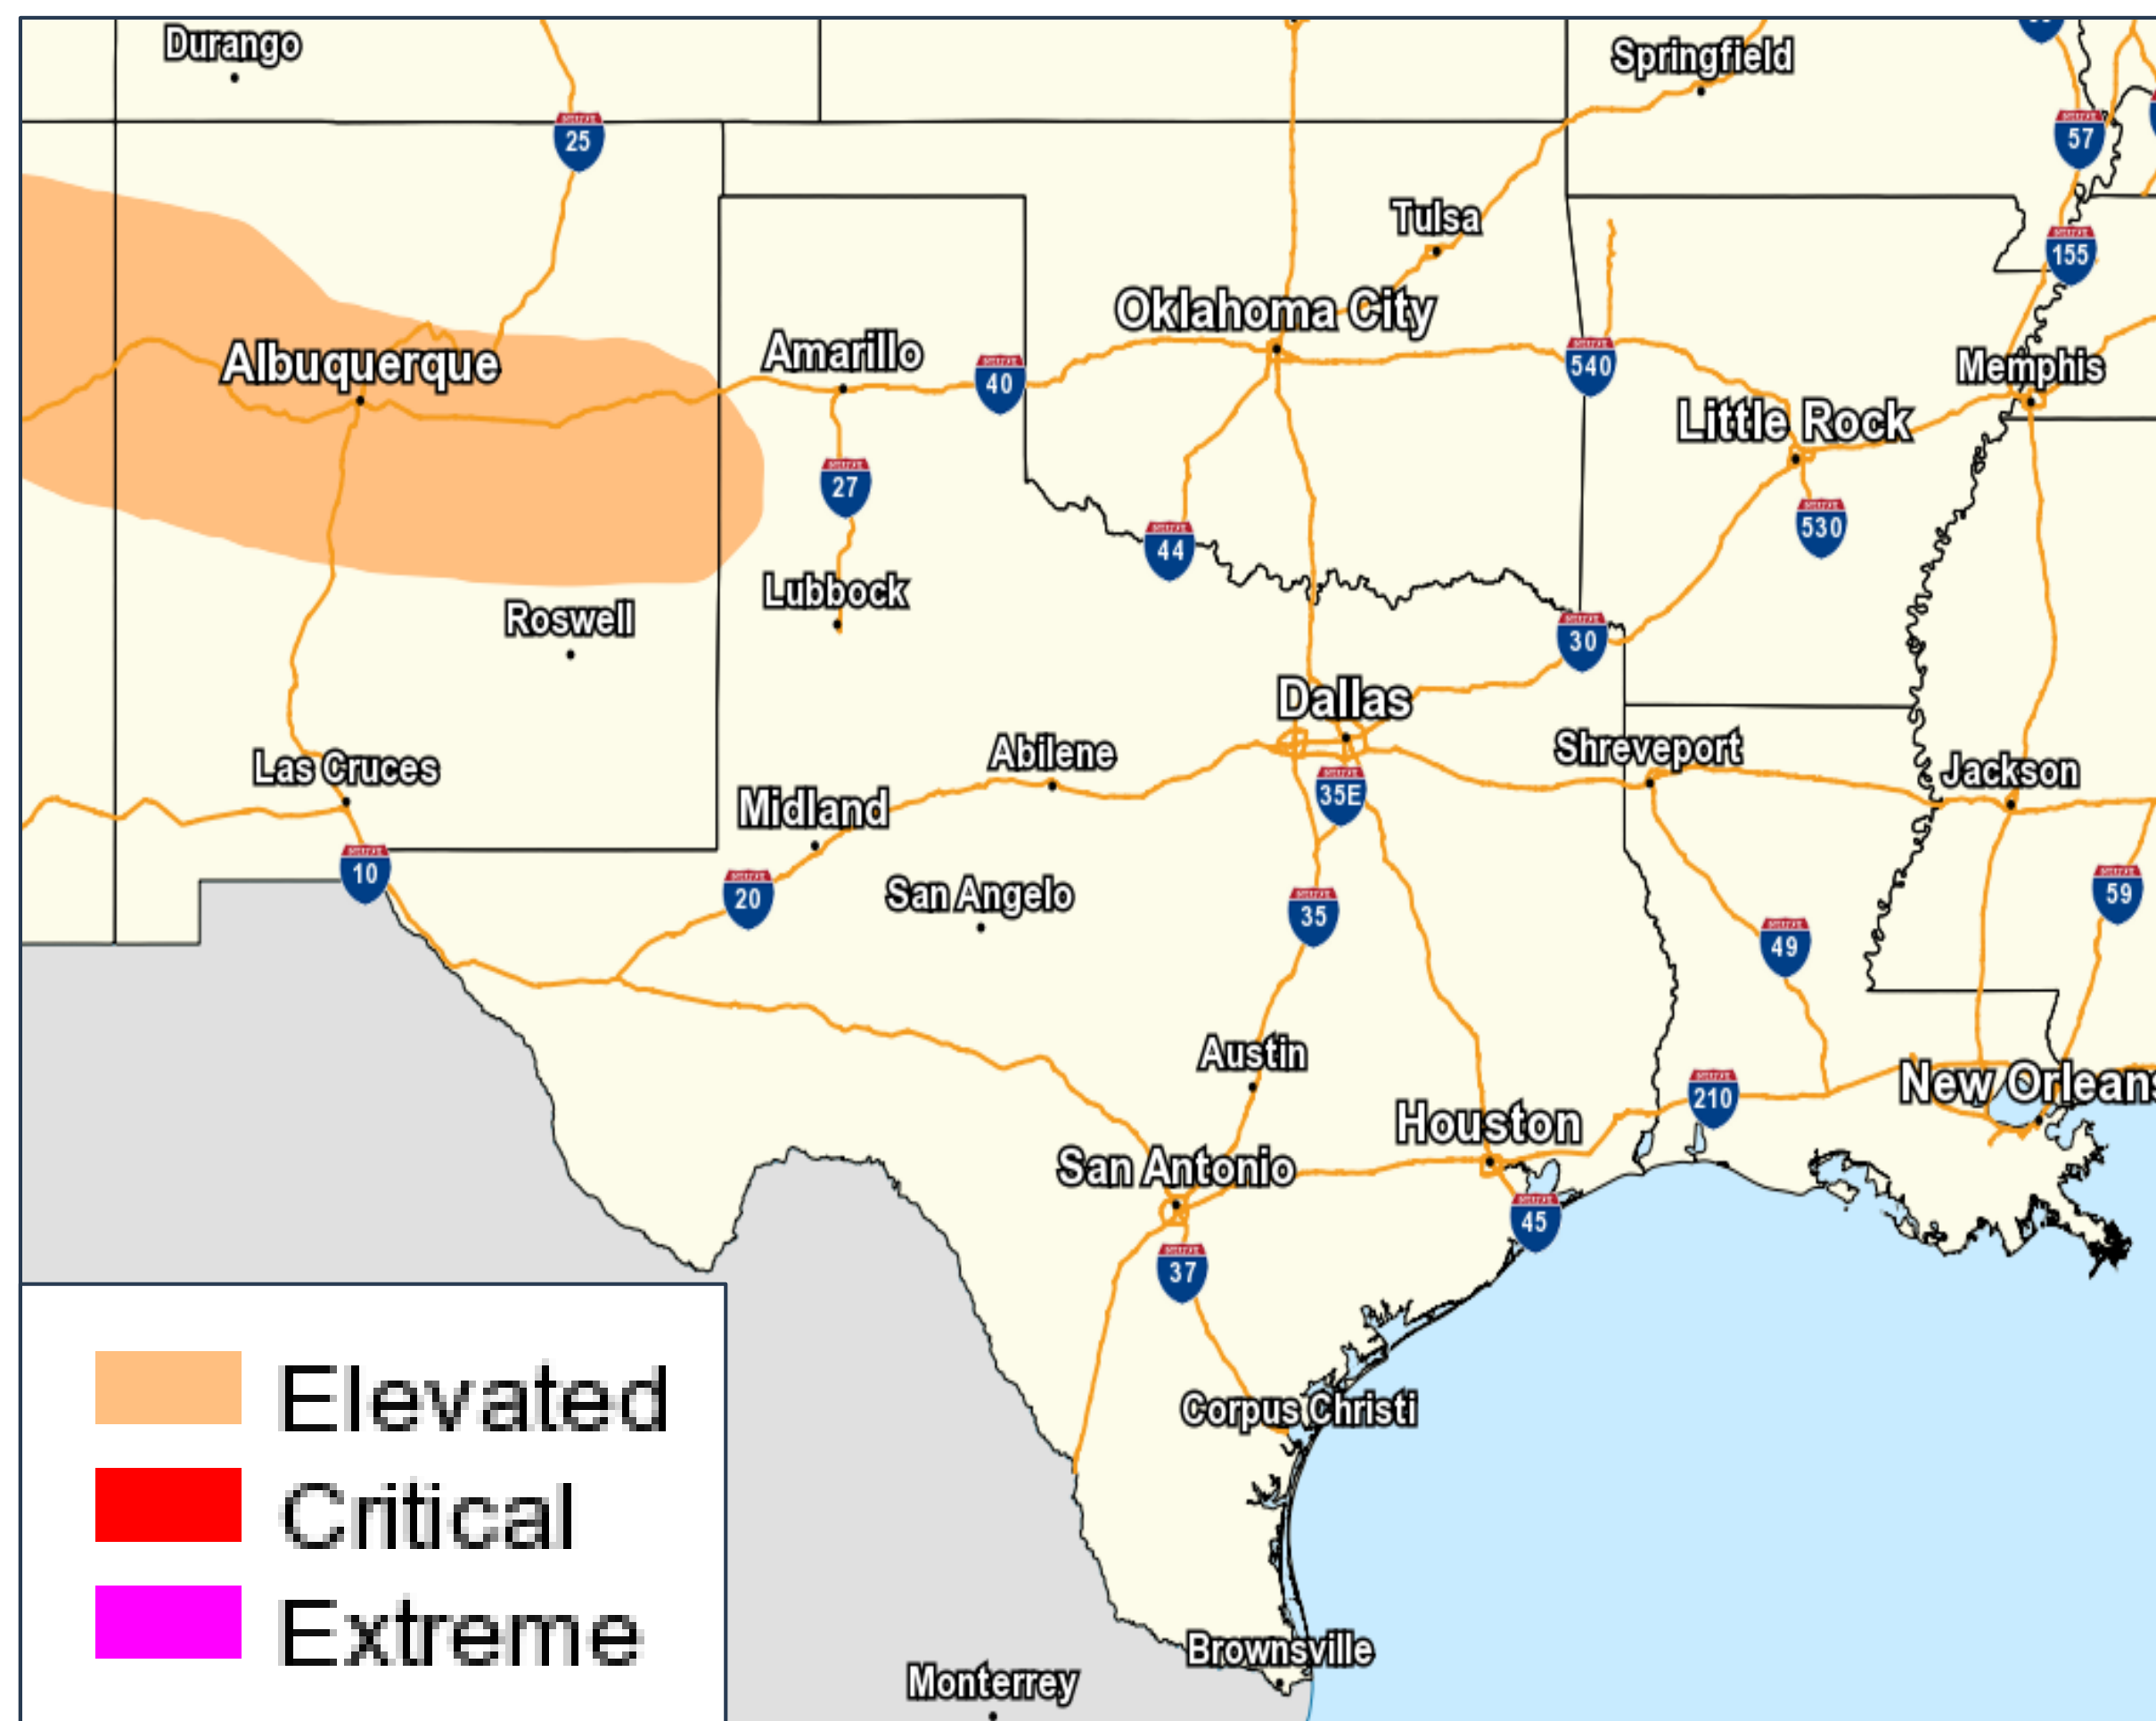 Durango
Springfield
25
57
Tulsa
155
Oklahoma City
Albuquerque
Amarillo
40
540
Memphis
Little Rock
27
530
44
Lubbock
Roswell
30
Dallas
Shreveport
Las Cruces
Abilene
Jackson
Midland
35E
10
20
San Angelo
35
59
49
Austin
New Orleans
210
Houston
San Antonio
45
37
Elevated
Corpus Christi
Critical
Extreme
Brownsville
Monterrey